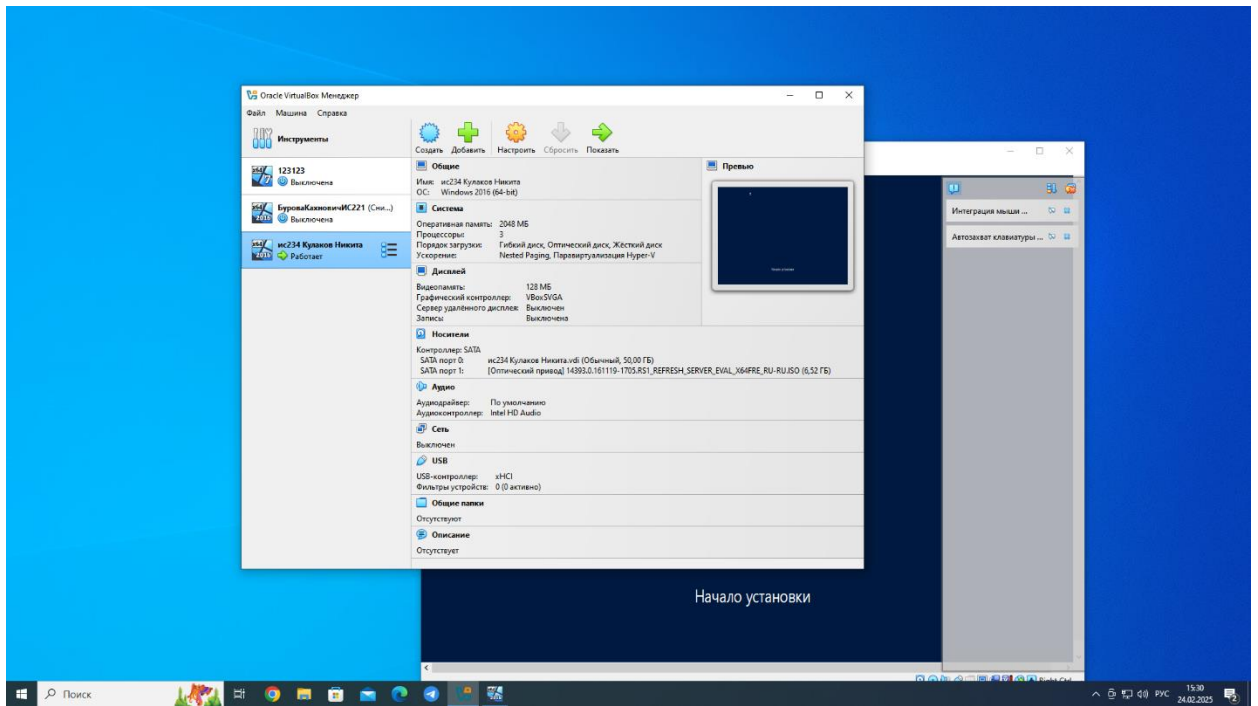 Oracle VirtualBox Менеджер
Файл Машина Справка
Инструменты
Создать Добавить Настроить Сбросить Показать
123123
Выключена
БуроваКахновичИС221 (Сни...)
Выключена
ис234 Кулаков Никита
Работает
Общие
Имя: ис234 Кулаков Никита
ОС: Windows 2016 (64-bit)
Система
Оперативная память: 2048 МБ
Процессоры: 3
Порядок загрузки: Гибкий диск, Оптический диск, Жёсткий диск
Ускорение: Nested Paging, Паравиртуализация Hyper-V
Дисплей
Видеопамять: 128 МБ
Графический контроллер: VBoxSVGA
Сервер удалённого дисплея: Выключен
Запись: Выключена
Носители
Контроллер: SATA
SATA порт 0: ис234 Кулаков Никита.vdi (Обычный, 50,00 ГБ)
SATA порт 1: [Оптический привод] 14393.0.161119-1705.RS1_REFRESH_SERVER_EVAL_X64FRE_RU-RU.ISO (6,52 ГБ)
Аудио
Аудиодрайвер: По умолчанию
Аудиоконтроллер: Intel HD Audio
Сеть
Выключен
USB
USB-контроллер: xHCI
Фильтры устройств: 0 (0 активно)
Общие папки
Отсутствуют
Описание
Отсутствует
Превью
Интеграция мыши ...
Автозахват клавиатуры ...
Начало установки
Right Ctrl
Поиск
РУС
15:30
24.02.2025
2